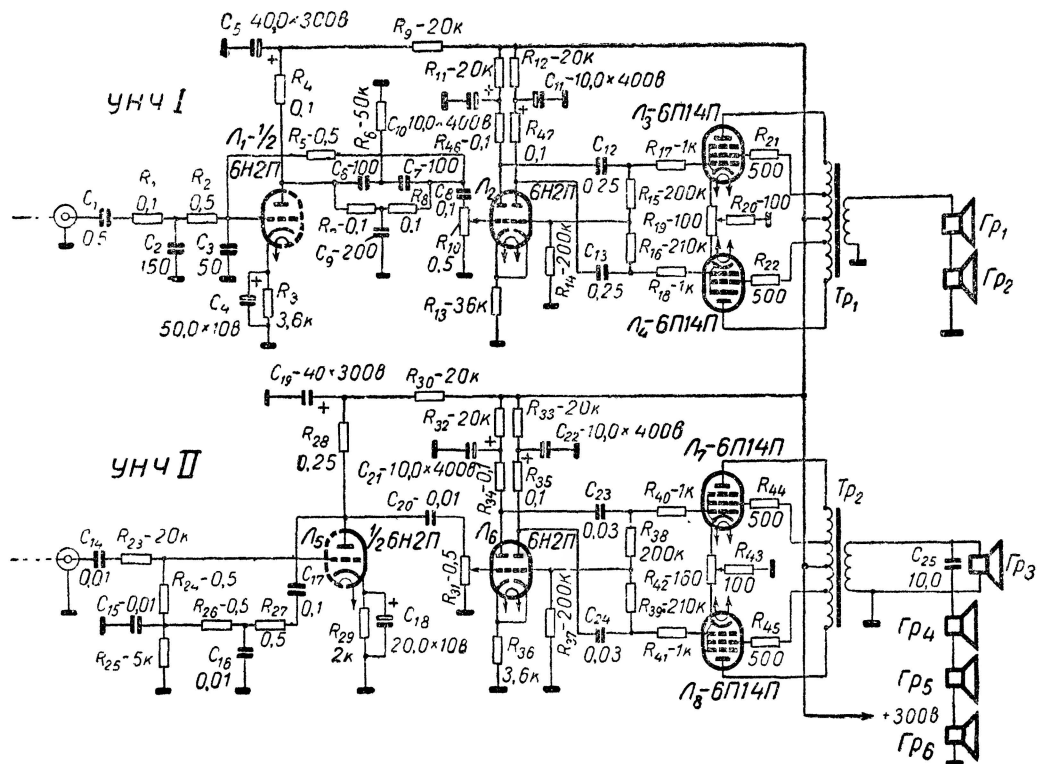 C5 40,0×300В
R9-20к
R11-20к
R12-20к
C11-10,0×400В
R4
0,1
УНЧ I
R6-50к
C10 10,0×400В
R46-0,1
R47
0,1
Л3-6П14П
R21
500
Л1-1/2
6Н2П
R5-0,5
C6-100
C7-100
C12
0,25
R17-1к
R15-200к
R19-100
R20-100
R16-210к
C1
0,5
R1
0,1
R2
0,5
C2
150
C3
50
R8
0,1
C9-200
C8
0,1
R10
0,5
Л2
6Н2П
C13
0,25
R14-200к
R18-1к
R22
500
Тр1
Гр1
Гр2
C4
50,0×10В
R3
3,6к
R13-36к
Л4-6П14П
C19-40×300В
R30-20к
R32-20к
R33-20к
C22-10,0×400В
R28
0,25
УНЧ II
C21-10,0×400В
R34-0,1
R35
0,1
Л7-6П14П
R44
500
Тр2
C20-0,01
C23
0,03
R40-1к
R38
200к
R43
100
C14
0,01
R23-20к
Л5
1/2 6Н2П
Л6
6Н2П
R24-0,5
C17
0,1
R31-0,5
R42-160
R39-210к
C25
10,0
Гр3
C15-0,01
R26-0,5
R27
0,5
R25-5к
C16
0,01
R29
2к
C18
20,0×10В
R36
3,6к
R37-200к
C24
0,03
R41-1к
R45
500
Л8-6П14П
Гр4
Гр5
+300В
Гр6